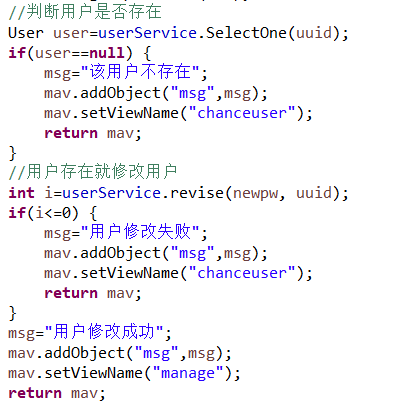 //判断用户是否存在
User user=userService.SelectOne(uuid);
if(user==null) {
msg="该用户不存在";
mav.addObject("msg",msg);
mav.setViewName("chanceuser");
return mav;
}
//用户存在就修改用户
int i=userService.revise(newpw, uuid);
if(i<=0) {
msg="用户修改失败";
mav.addObject("msg",msg);
mav.setViewName("chanceuser");
return mav;
}
msg="用户修改成功";
mav.addObject("msg",msg);
mav.setViewName("manage");
return mav;